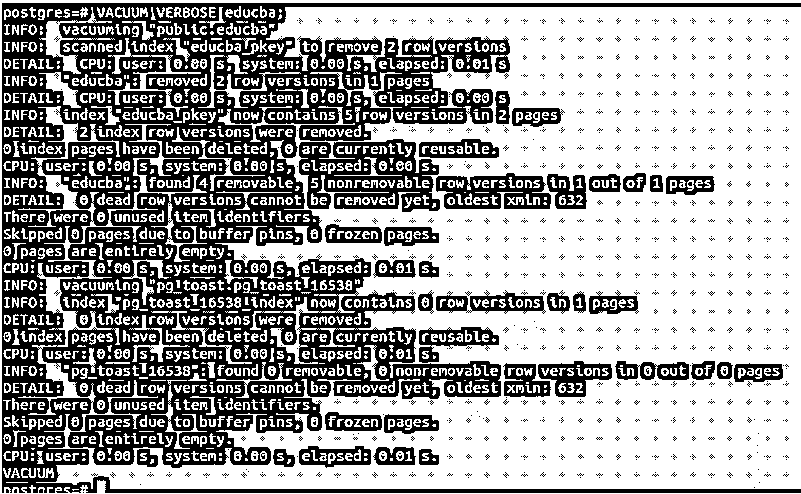 postgres=# VACUUM VERBOSE educba;
INFO:  vacuuming "public.educba"
INFO:  scanned index "educba_pkey" to remove 2 row versions
DETAIL:  CPU: user: 0.00 s, system: 0.00 s, elapsed: 0.01 s
INFO:  "educba": removed 2 row versions in 1 pages
DETAIL:  CPU: user: 0.00 s, system: 0.00 s, elapsed: 0.00 s
INFO:  index "educba_pkey" now contains 5 row versions in 2 pages
DETAIL:  2 index row versions were removed.
0 index pages have been deleted, 0 are currently reusable.
CPU: user: 0.00 s, system: 0.00 s, elapsed: 0.00 s.
INFO:  "educba": found 4 removable, 5 nonremovable row versions in 1 out of 1 pages
DETAIL:  0 dead row versions cannot be removed yet, oldest xmin: 632
There were 0 unused item identifiers.
Skipped 0 pages due to buffer pins, 0 frozen pages.
0 pages are entirely empty.
CPU: user: 0.00 s, system: 0.00 s, elapsed: 0.01 s.
INFO:  vacuuming "pg_toast.pg_toast_16538"
INFO:  index "pg_toast_16538_index" now contains 0 row versions in 1 pages
DETAIL:  0 index row versions were removed.
0 index pages have been deleted, 0 are currently reusable.
CPU: user: 0.00 s, system: 0.00 s, elapsed: 0.01 s.
INFO:  "pg_toast_16538": found 0 removable, 0 nonremovable row versions in 0 out of 0 pages
DETAIL:  0 dead row versions cannot be removed yet, oldest xmin: 632
There were 0 unused item identifiers.
Skipped 0 pages due to buffer pins, 0 frozen pages.
0 pages are entirely empty.
CPU: user: 0.00 s, system: 0.00 s, elapsed: 0.01 s.
VACUUM
postgres=#